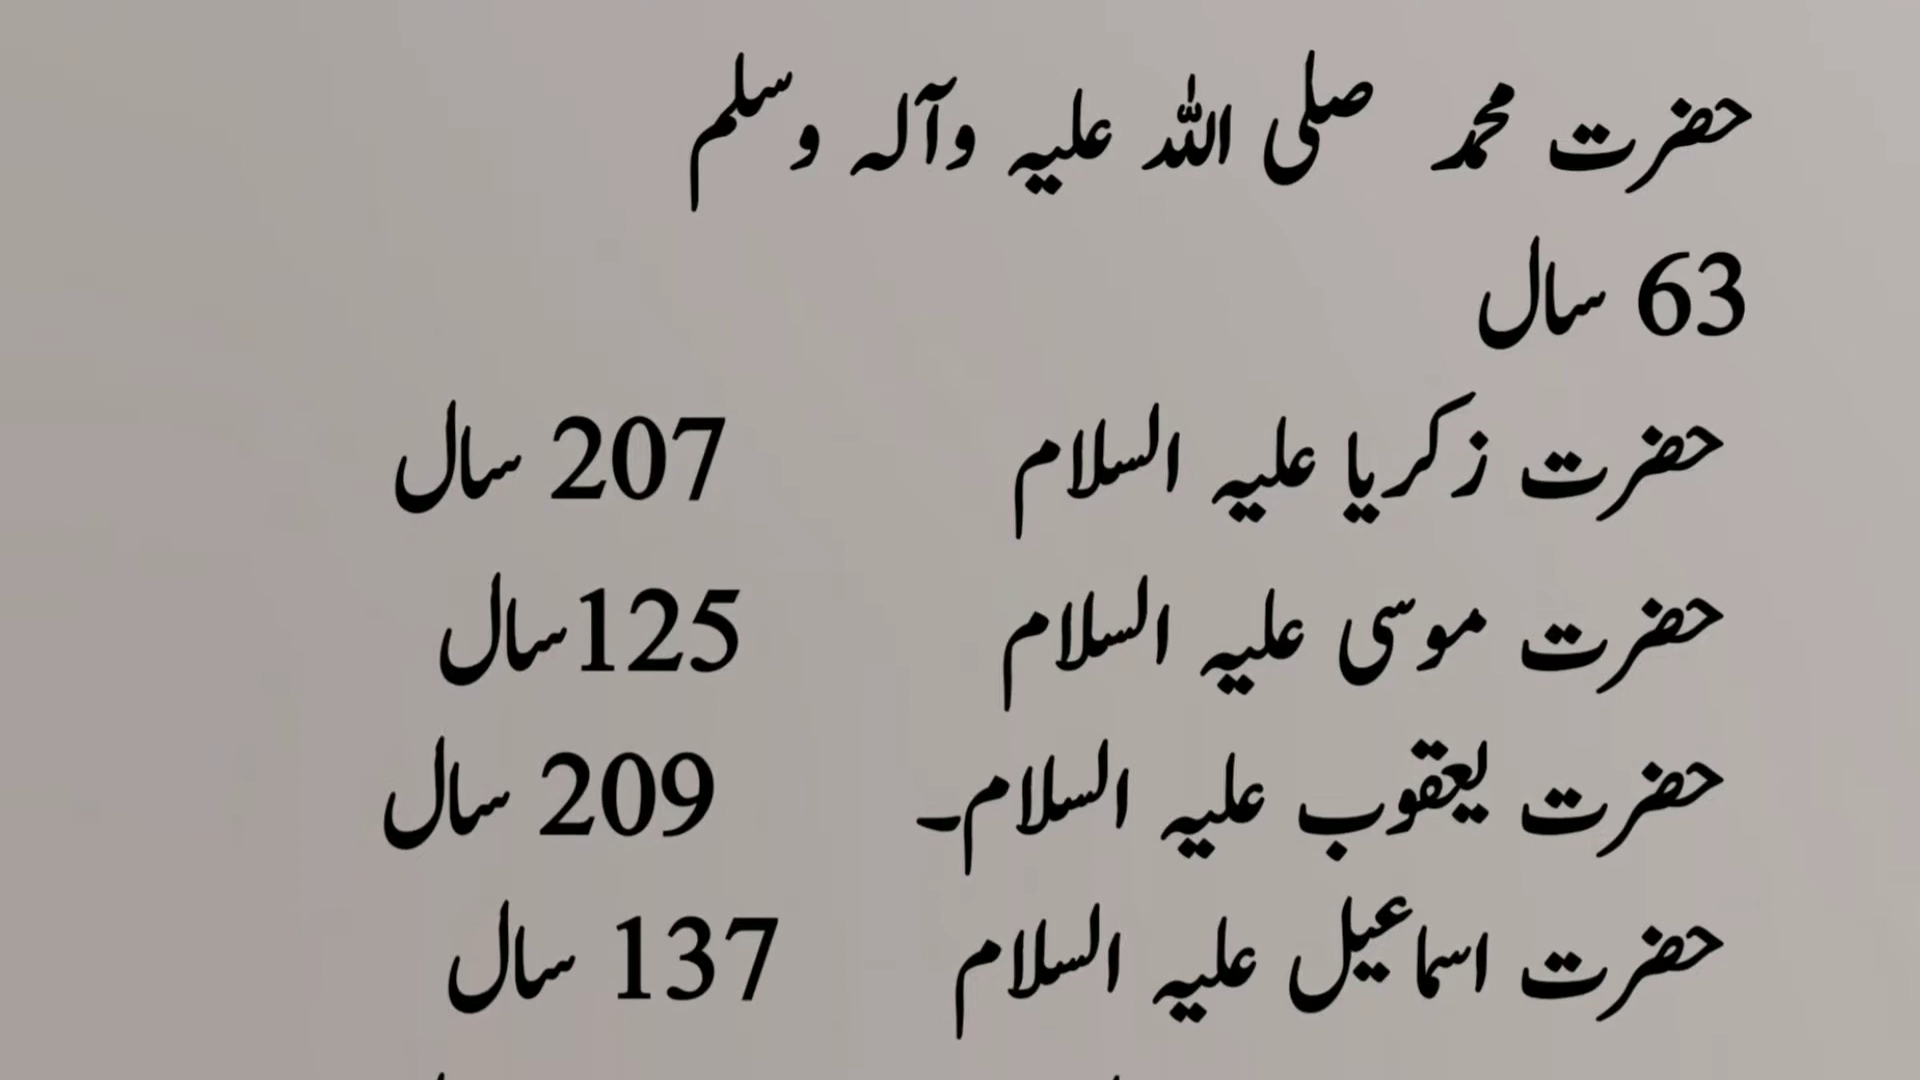 حضرت محمد صلی اللہ علیہ وآلہ وسلم
63 سال
حضرت زکریا علیہ السلام 207 سال
حضرت موسی علیہ السلام 125سال
حضرت یعقوب علیہ السلام۔ 209 سال
حضرت اسماعیل علیہ السلام 137 سال